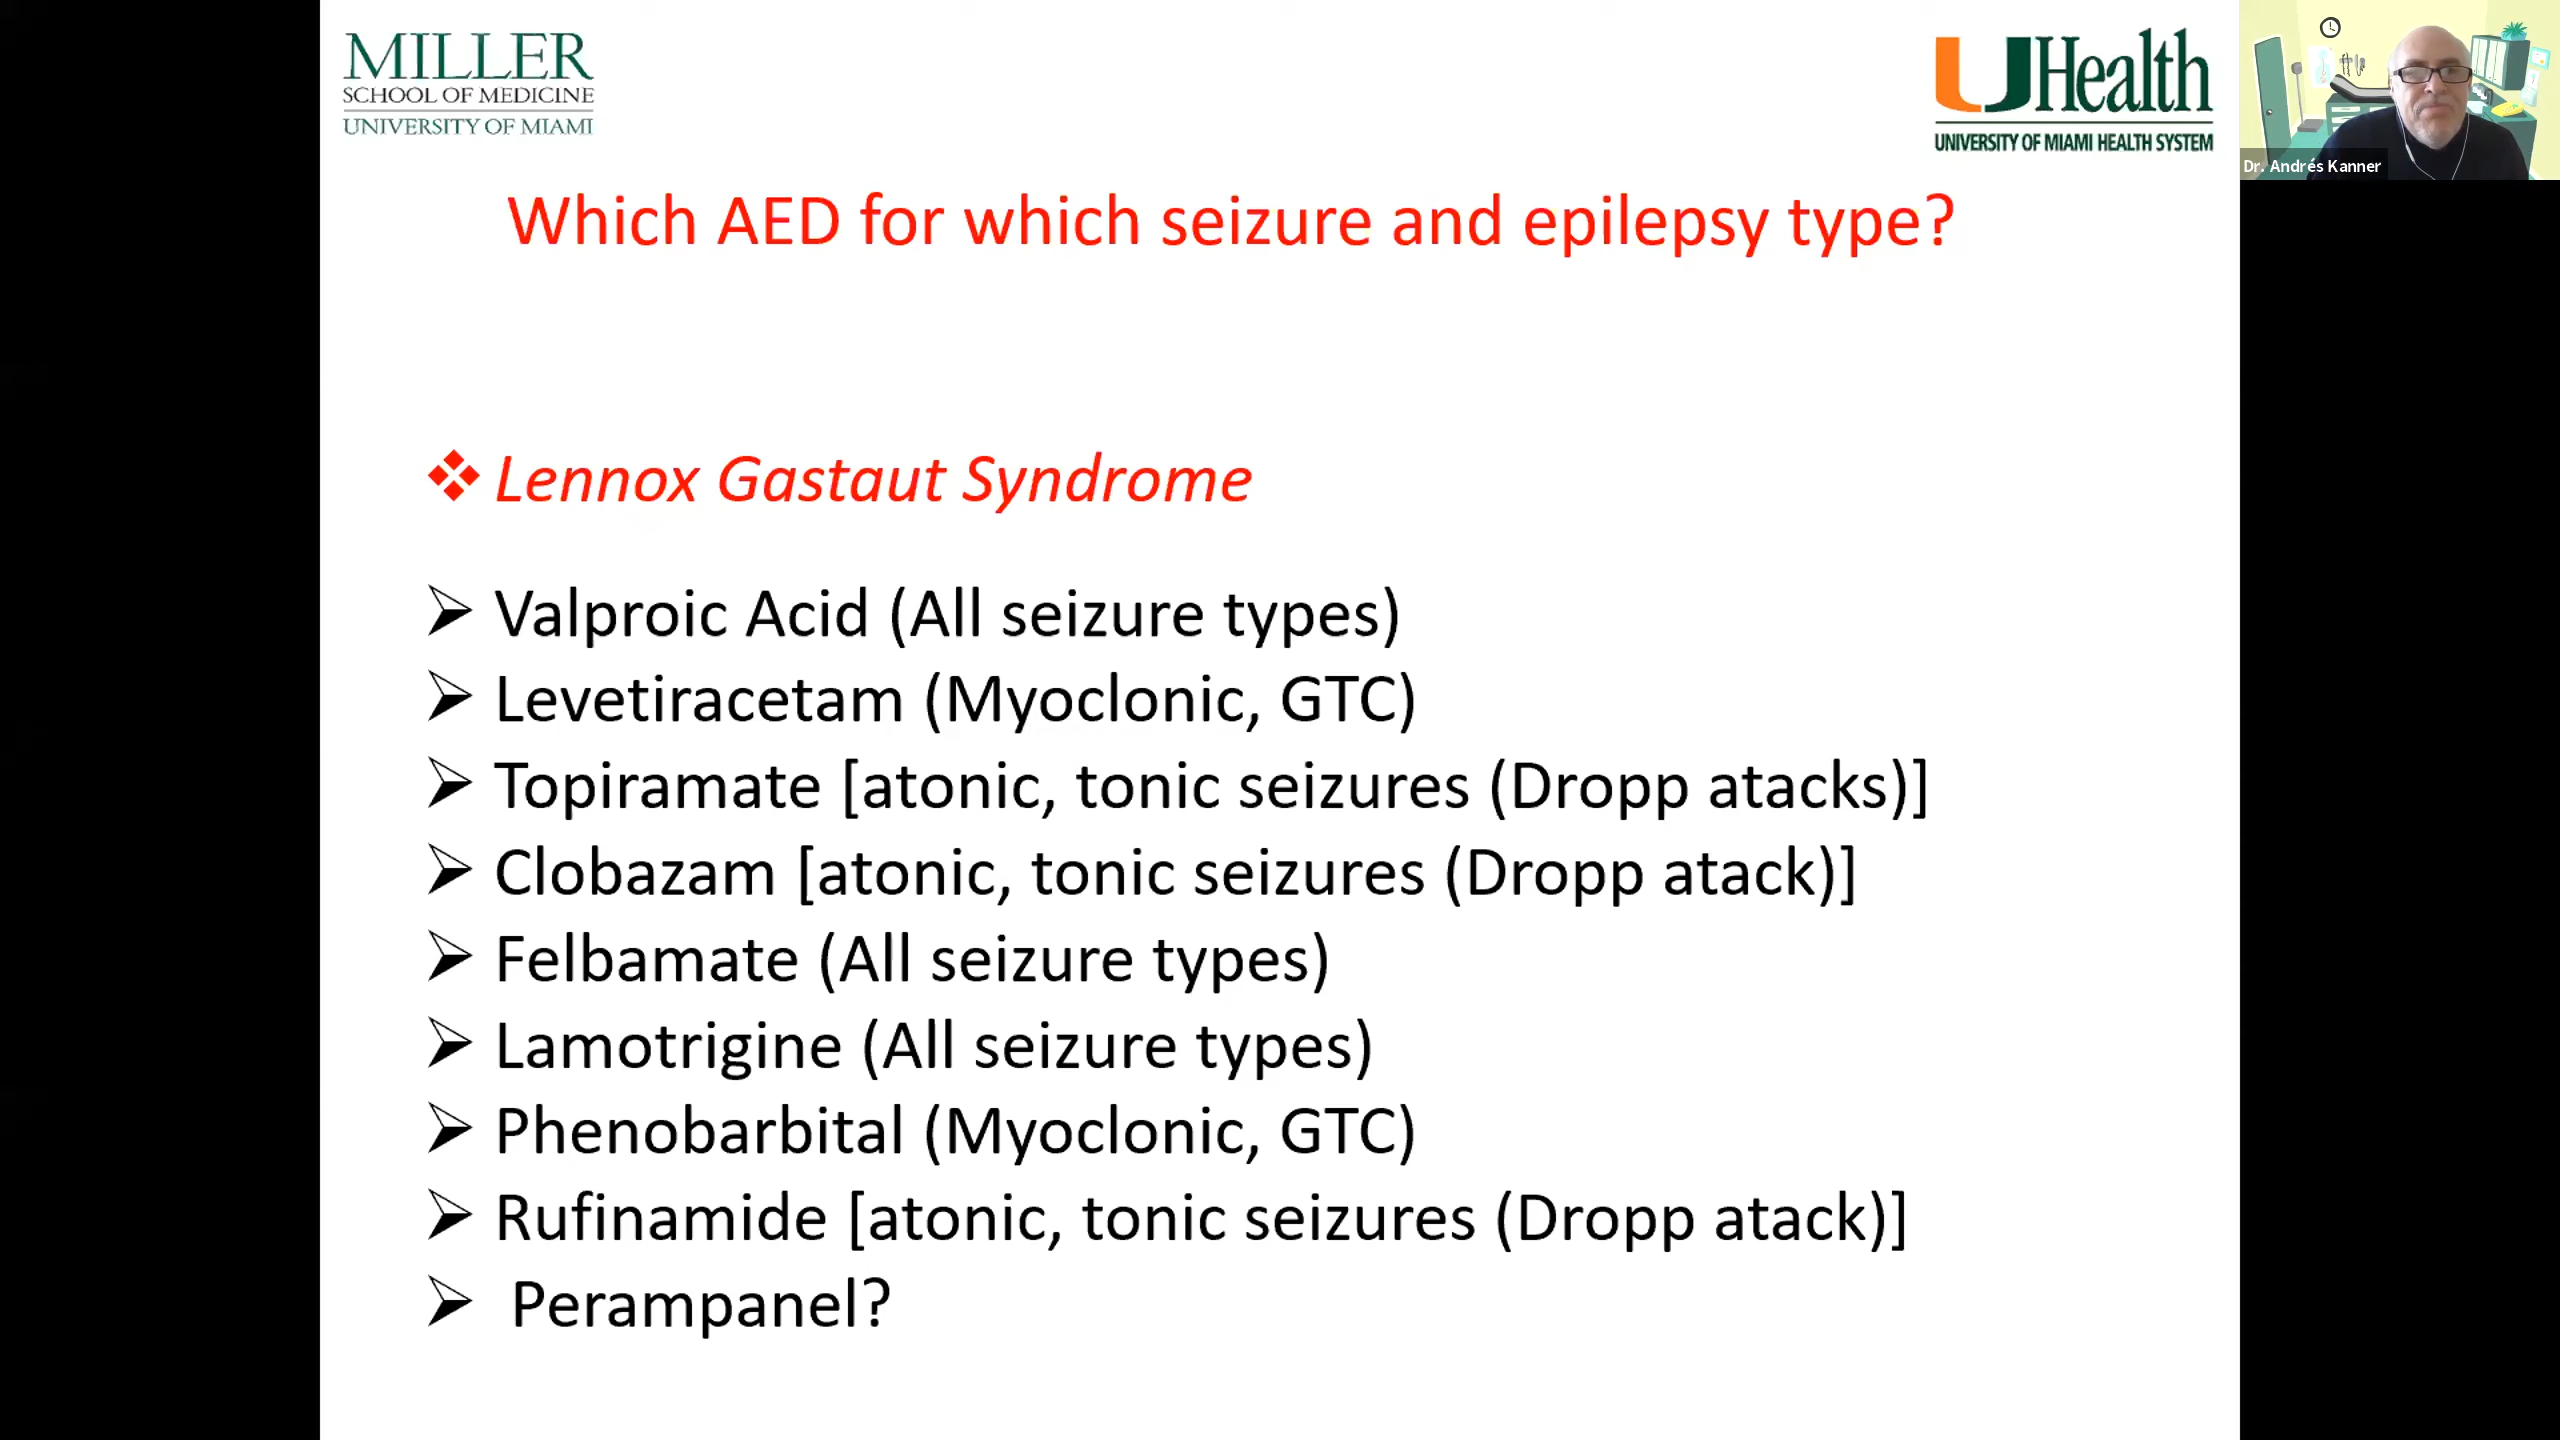 MILLER
SCHOOL OF MEDICINE
UNIVERSITY OF MIAMI
UHealth
UNIVERSITY OF MIAMI HEALTH SYSTEM
Dr. Andrés Kanner
Which AED for which seizure and epilepsy type?
Lennox Gastaut Syndrome
Valproic Acid (All seizure types)
Levetiracetam (Myoclonic, GTC)
Topiramate [atonic, tonic seizures (Dropp atacks)]
Clobazam [atonic, tonic seizures (Dropp atack)]
Felbamate (All seizure types)
Lamotrigine (All seizure types)
Phenobarbital (Myoclonic, GTC)
Rufinamide [atonic, tonic seizures (Dropp atack)]
Perampanel?